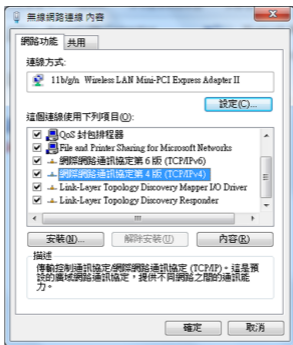 無線網路連線 內容
網路功能 共用
連線方式:
11b/g/n Wireless LAN Mini-PCI Express Adapter II
設定(C)...
這個連線使用下列項目(O):
QoS 封包排程器
File and Printer Sharing for Microsoft Networks
網際網路通訊協定第 6 版 (TCP/IPv6)
網際網路通訊協定第 4 版 (TCP/IPv4)
Link-Layer Topology Discovery Mapper I/O Driver
Link-Layer Topology Discovery Responder
安裝(N)... 解除安裝(U) 內容(R)
描述
傳輸控制通訊協定/網際網路通訊協定 (TCP/IP)。這是預
設的廣域網路通訊協定，提供不同網路之間的通訊能
力。
確定 取消